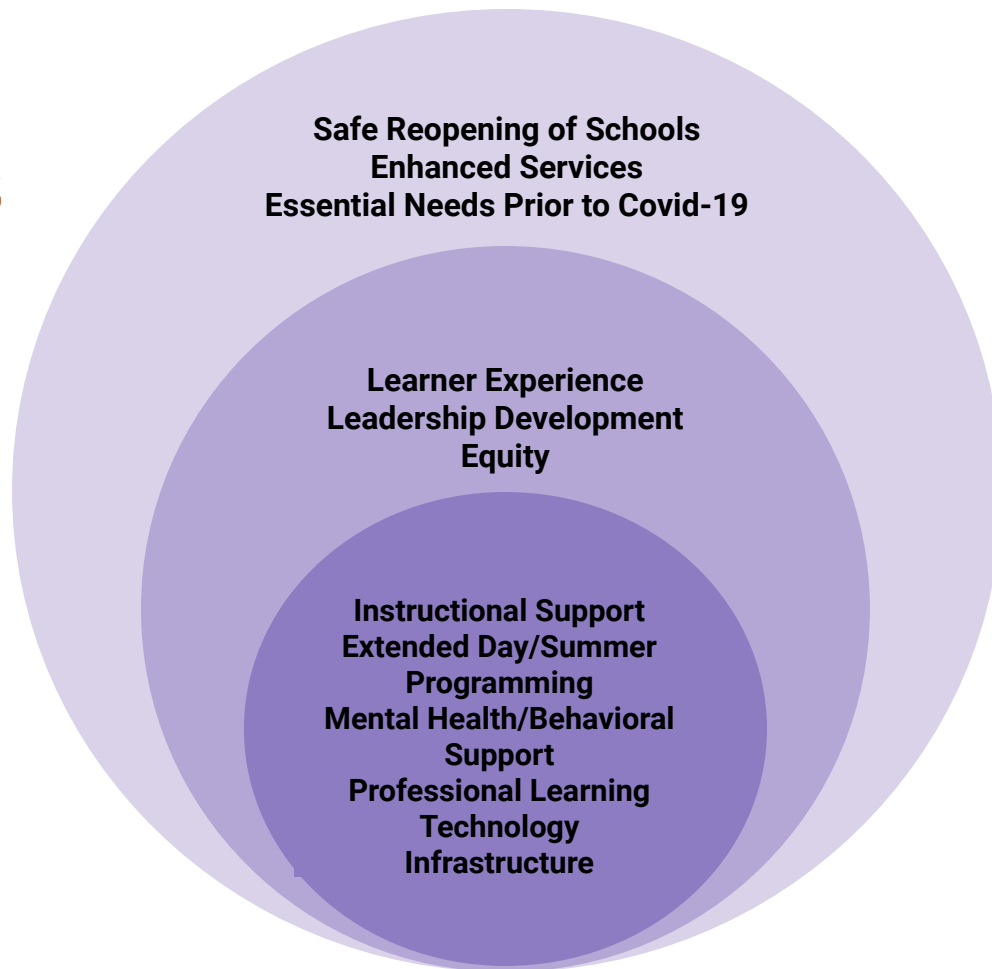 Safe Reopening of Schools
Enhanced Services
Essential Needs Prior to Covid-19
Learner Experience
Leadership Development
Equity
Instructional Support
Extended Day/Summer
Programming
Mental Health/Behavioral
Support
Professional Learning
Technology
Infrastructure